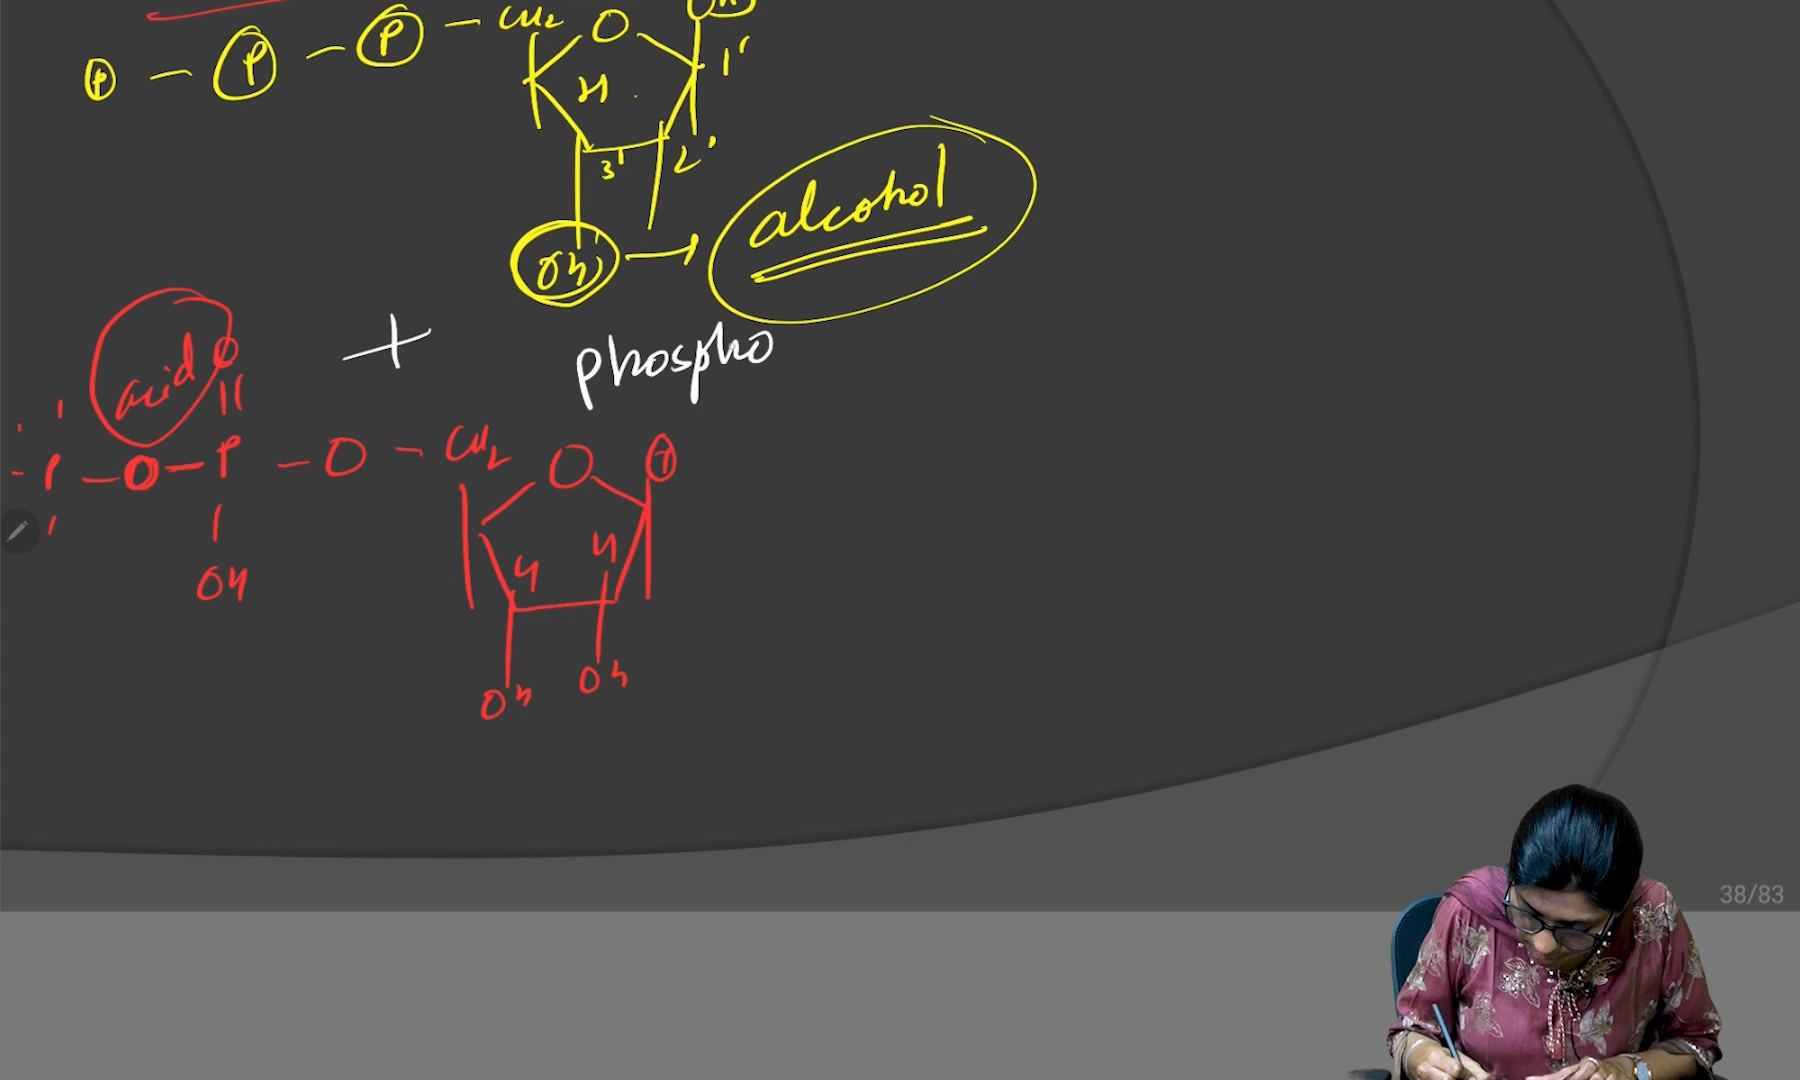 P - P - P - CH2 O
H 1'
3' 2'
OH → alcohol
acid O + phospho
- P - O - P - O - CH2 O T
H H
OH
OH OH
38/83